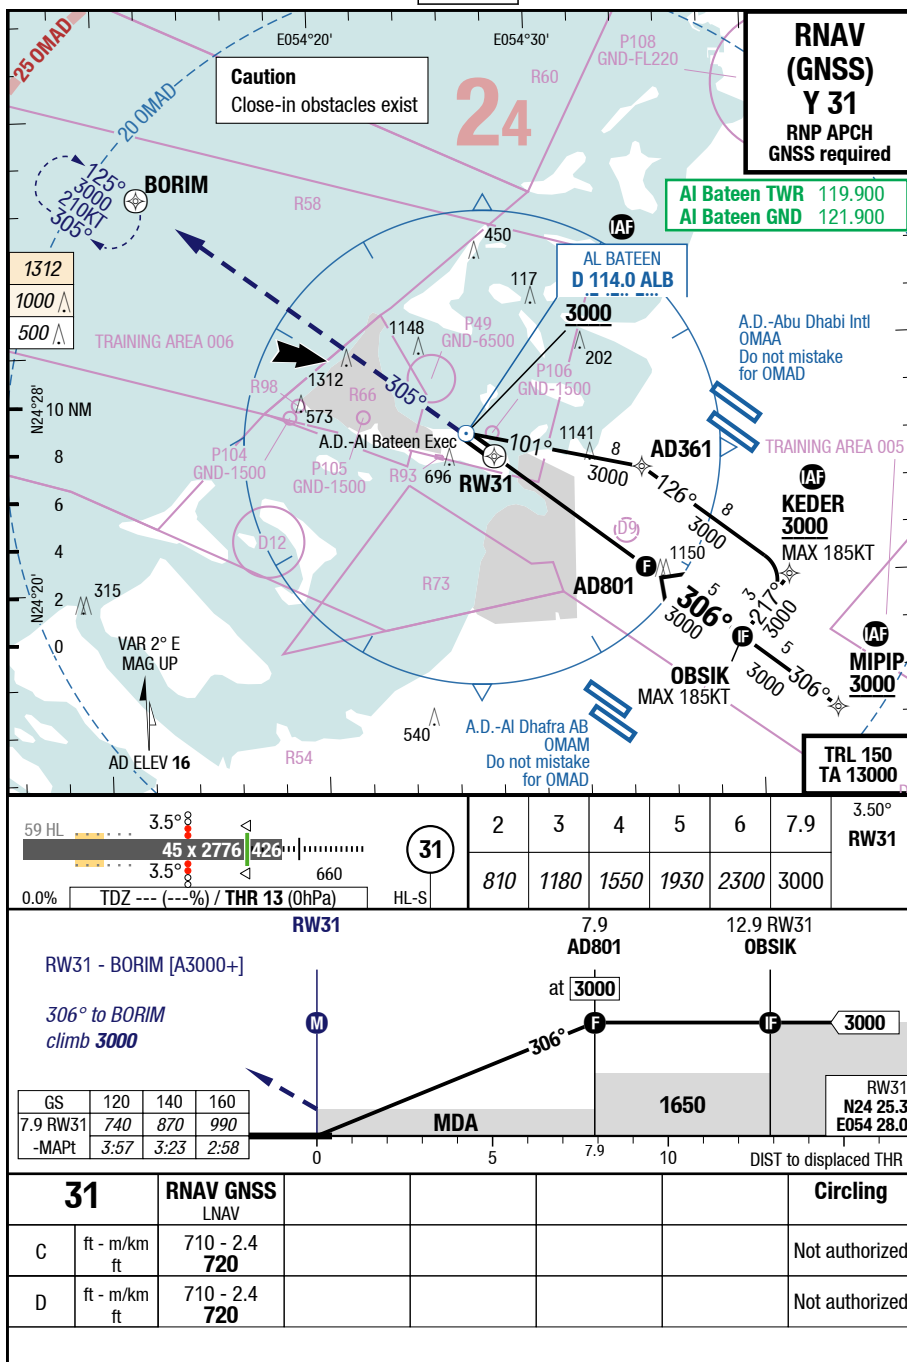 25 OMAD
20 OMAD
E054°20'
E054°30'
Caution
Close-in obstacles exist
24
R60
P108
GND-FL220
RNAV
(GNSS)
Y 31
RNP APCH
GNSS required
Al Bateen TWR 119.900
Al Bateen GND 121.900
125°
3000
210KT
305°
BORIM
R58
IAF
AL BATEEN
D 114.0 ALB
3000
450
117
202
1312
1000
500
TRAINING AREA 006
1148
P49
GND-6500
A.D.-Abu Dhabi Intl
OMAA
Do not mistake
for OMAD
1312
305°
R98
R66
573
P106
GND-1500
N24°28'
10 NM
8
6
4
2
0
N24°20'
A.D.-Al Bateen Exec
P104
GND-1500
P105
GND-1500
R93
696
RW31
101°
1141
8
3000
AD361
TRAINING AREA 005
126°
8
3000
IAF
KEDER
3000
MAX 185KT
D12
D9
R73
AD801
F
1150
5
306°
3000
3
217°
3000
IF
OBSIK
MAX 185KT
5
306°
3000
IAF
MIPIP
3000
315
VAR 2° E
MAG UP
AD ELEV 16
540
R54
A.D.-Al Dhafra AB
OMAM
Do not mistake
for OMAD
TRL 150
TA 13000
59 HL
3.5°
45 x 2776 426
3.5°
660
0.0%
TDZ --- (---%) / THR 13 (0hPa)
HL-S
31
2 3 4 5 6 7.9 3.50°
RW31
810 1180 1550 1930 2300 3000
RW31
7.9
AD801
12.9 RW31
OBSIK
RW31 - BORIM [A3000+]
306° to BORIM
climb 3000
at 3000
M
F
IF
3000
306°
MDA
1650
RW31
N24 25.3
E054 28.0
GS 120 140 160
7.9 RW31 740 870 990
-MAPt 3:57 3:23 2:58
0 5 7.9 10 DIST to displaced THR
31 RNAV GNSS Circling
LNAV
C ft - m/km 710 - 2.4 Not authorized
ft 720
D ft - m/km 710 - 2.4 Not authorized
ft 720